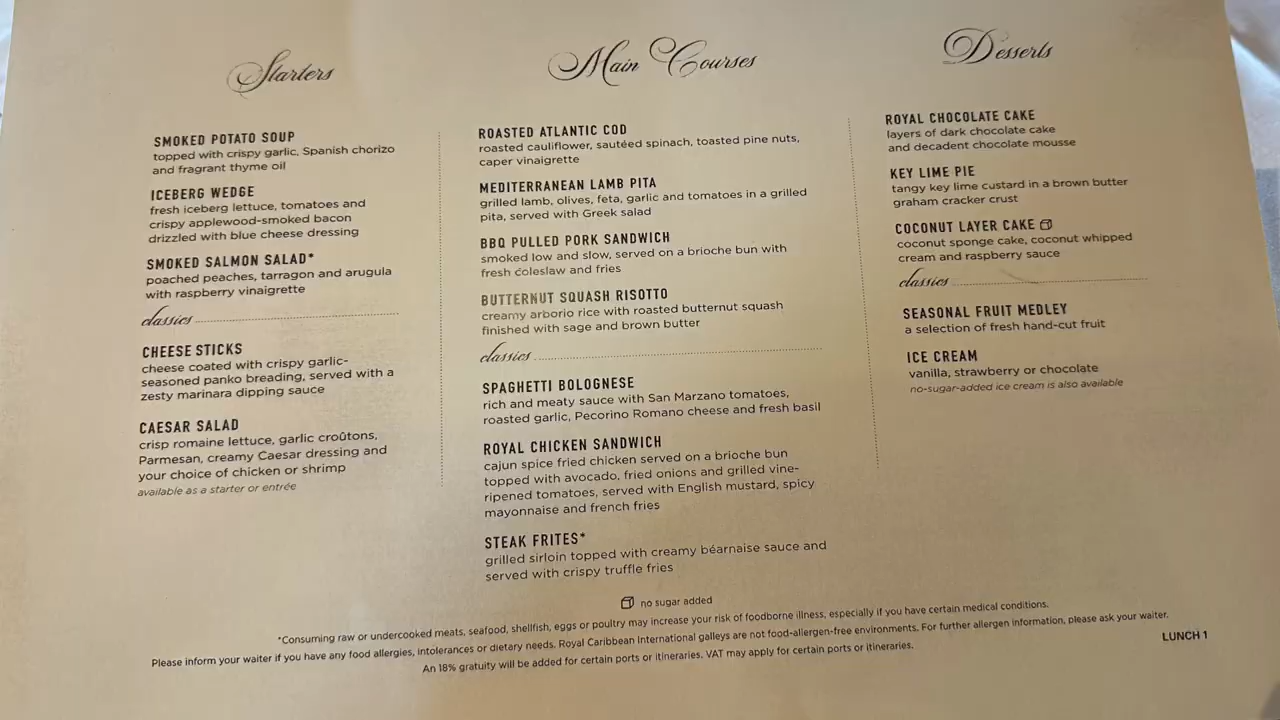 Starters
SMOKED POTATO SOUP
topped with crispy garlic, Spanish chorizo
and fragrant thyme oil
ICEBERG WEDGE
fresh iceberg lettuce, tomatoes and
crispy applewood-smoked bacon
drizzled with blue cheese dressing
SMOKED SALMON SALAD*
poached peaches, tarragon and arugula
with raspberry vinaigrette
classics
CHEESE STICKS
cheese coated with crispy garlic-
seasoned panko breading, served with a
zesty marinara dipping sauce
CAESAR SALAD
crisp romaine lettuce, garlic croûtons,
Parmesan, creamy Caesar dressing and
your choice of chicken or shrimp
available as a starter or entrée
Main Courses
ROASTED ATLANTIC COD
roasted cauliflower, sautéed spinach, toasted pine nuts,
caper vinaigrette
MEDITERRANEAN LAMB PITA
grilled lamb, olives, feta, garlic and tomatoes in a grilled
pita, served with Greek salad
BBQ PULLED PORK SANDWICH
smoked low and slow, served on a brioche bun with
fresh coleslaw and fries
BUTTERNUT SQUASH RISOTTO
creamy arborio rice with roasted butternut squash
finished with sage and brown butter
classics
SPAGHETTI BOLOGNESE
rich and meaty sauce with San Marzano tomatoes,
roasted garlic, Pecorino Romano cheese and fresh basil
ROYAL CHICKEN SANDWICH
cajun spice fried chicken served on a brioche bun
topped with avocado, fried onions and grilled vine-
ripened tomatoes, served with English mustard, spicy
mayonnaise and french fries
STEAK FRITES*
grilled sirloin topped with creamy béarnaise sauce and
served with crispy truffle fries
Desserts
ROYAL CHOCOLATE CAKE
layers of dark chocolate cake
and decadent chocolate mousse
KEY LIME PIE
tangy key lime custard in a brown butter
graham cracker crust
COCONUT LAYER CAKE
coconut sponge cake, coconut whipped
cream and raspberry sauce
classics
SEASONAL FRUIT MEDLEY
a selection of fresh hand-cut fruit
ICE CREAM
vanilla, strawberry or chocolate
no-sugar-added ice cream is also available
no sugar added
*Consuming raw or undercooked meats, seafood, shellfish, eggs or poultry may increase your risk of foodborne illness, especially if you have certain medical conditions.
Please inform your waiter if you have any food allergies, intolerances or dietary needs. Royal Caribbean International galleys are not food-allergen-free environments. For further allergen information, please ask your waiter.
An 18% gratuity will be added for certain ports or itineraries. VAT may apply for certain ports or itineraries.
LUNCH 1